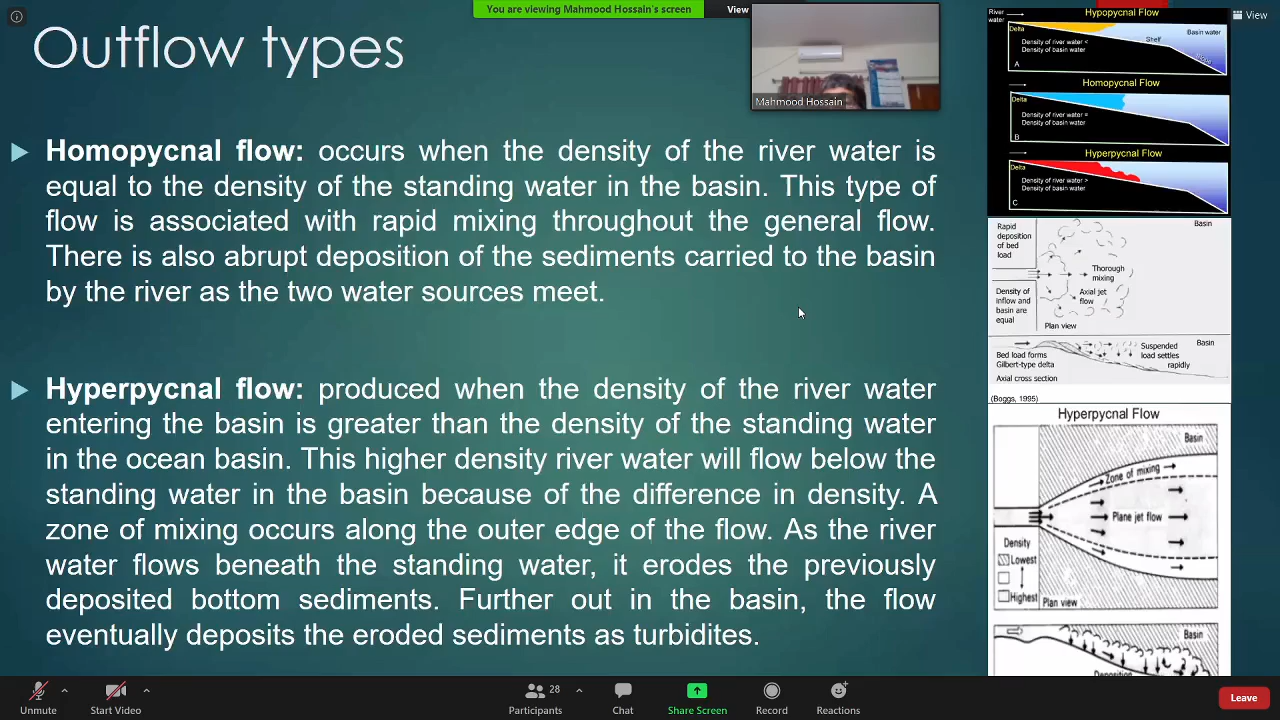 You are viewing Mahmood Hossain's screen
View
View
Mahmood Hossain
Outflow types
Homopycnal flow: occurs when the density of the river water is
equal to the density of the standing water in the basin. This type of
flow is associated with rapid mixing throughout the general flow.
There is also abrupt deposition of the sediments carried to the basin
by the river as the two water sources meet.
Hyperpycnal flow: produced when the density of the river water
entering the basin is greater than the density of the standing water
in the ocean basin. This higher density river water will flow below the
standing water in the basin because of the difference in density. A
zone of mixing occurs along the outer edge of the flow. As the river
water flows beneath the standing water, it erodes the previously
deposited bottom sediments. Further out in the basin, the flow
eventually deposits the eroded sediments as turbidites.
River
water
Hypopycnal Flow
Delta
Density of river water <
Density of basin water
Shelf
Basin water
Slope
A
Homopycnal Flow
Delta
Density of river water =
Density of basin water
B
Hyperpycnal Flow
Delta
Density of river water >
Density of basin water
C
Rapid
deposition
of bed
load
Basin
Thorough
mixing
Axial jet
flow
Density of
inflow and
basin are
equal
Plan view
Bed load forms
Gilbert-type delta
Axial cross section
Suspended
load settles
rapidly
Basin
(Boggs, 1995)
Hyperpycnal Flow
Basin
Zone of mixing
Plane jet flow
Density
Lowest
Highest
Plan view
Basin
Deposition
Unmute
Start Video
28
Participants
Chat
Share Screen
Record
Reactions
Leave